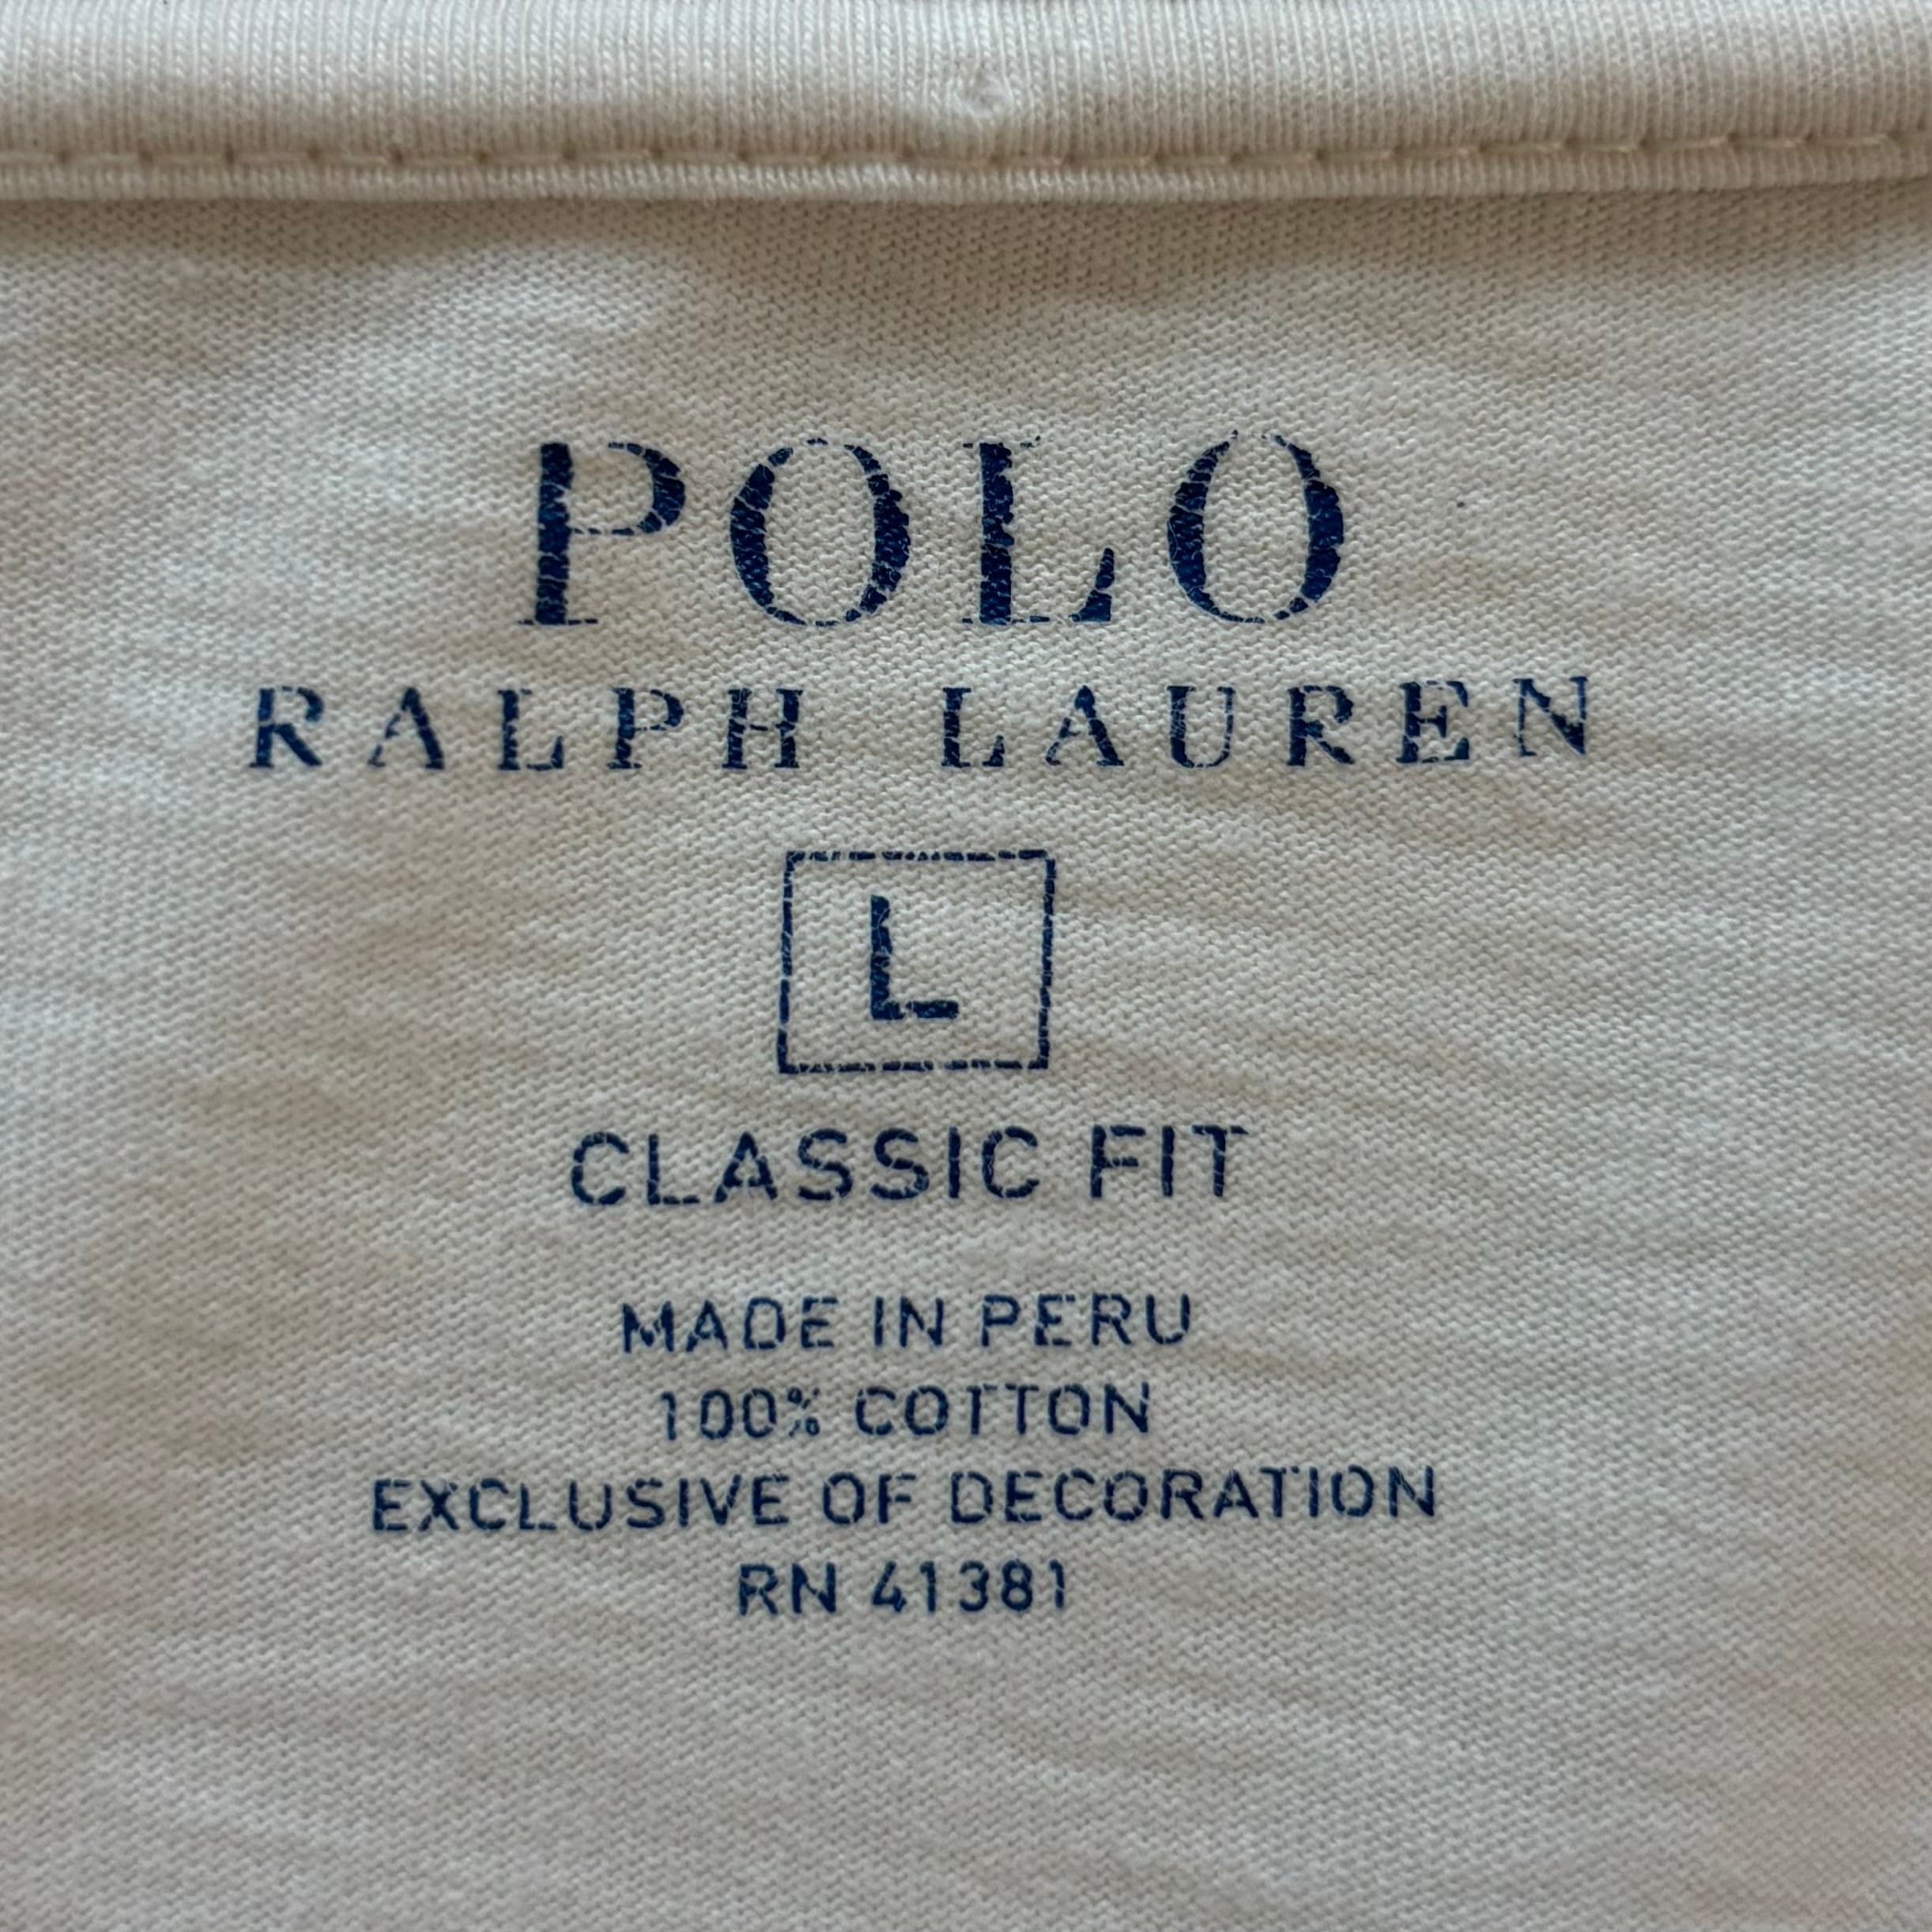 POLO
RALPH LAUREN
L
CLASSIC FIT
MADE IN PERU
100% COTTON
EXCLUSIVE OF DECORATION
RN 41381